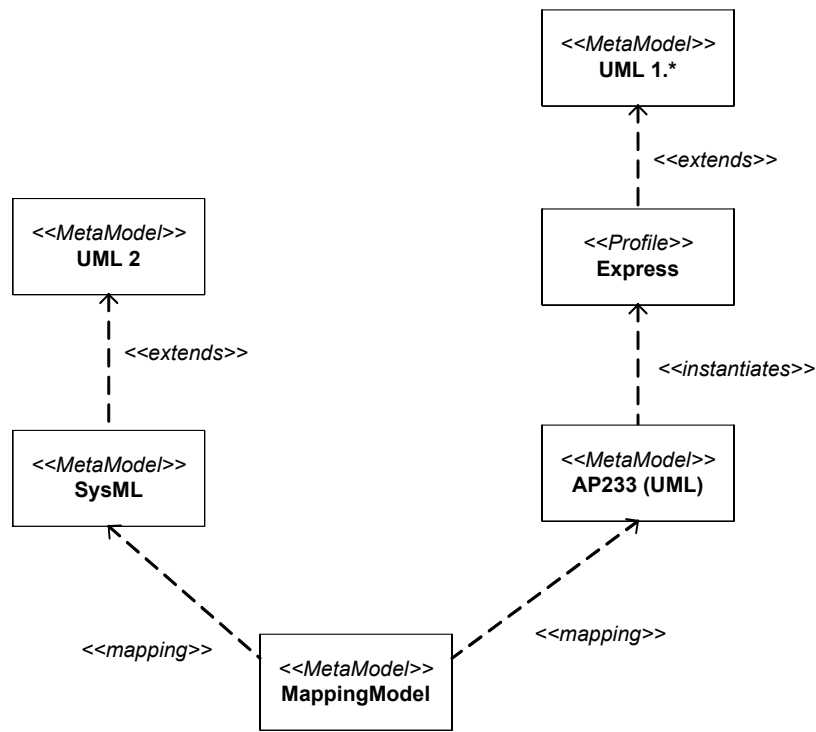 <<MetaModel>>
UML 1.*
<<extends>>
<<MetaModel>>
UML 2
<<Profile>>
Express
<<extends>>
<<instantiates>>
<<MetaModel>>
SysML
<<MetaModel>>
AP233 (UML)
<<mapping>>
<<mapping>>
<<MetaModel>>
MappingModel